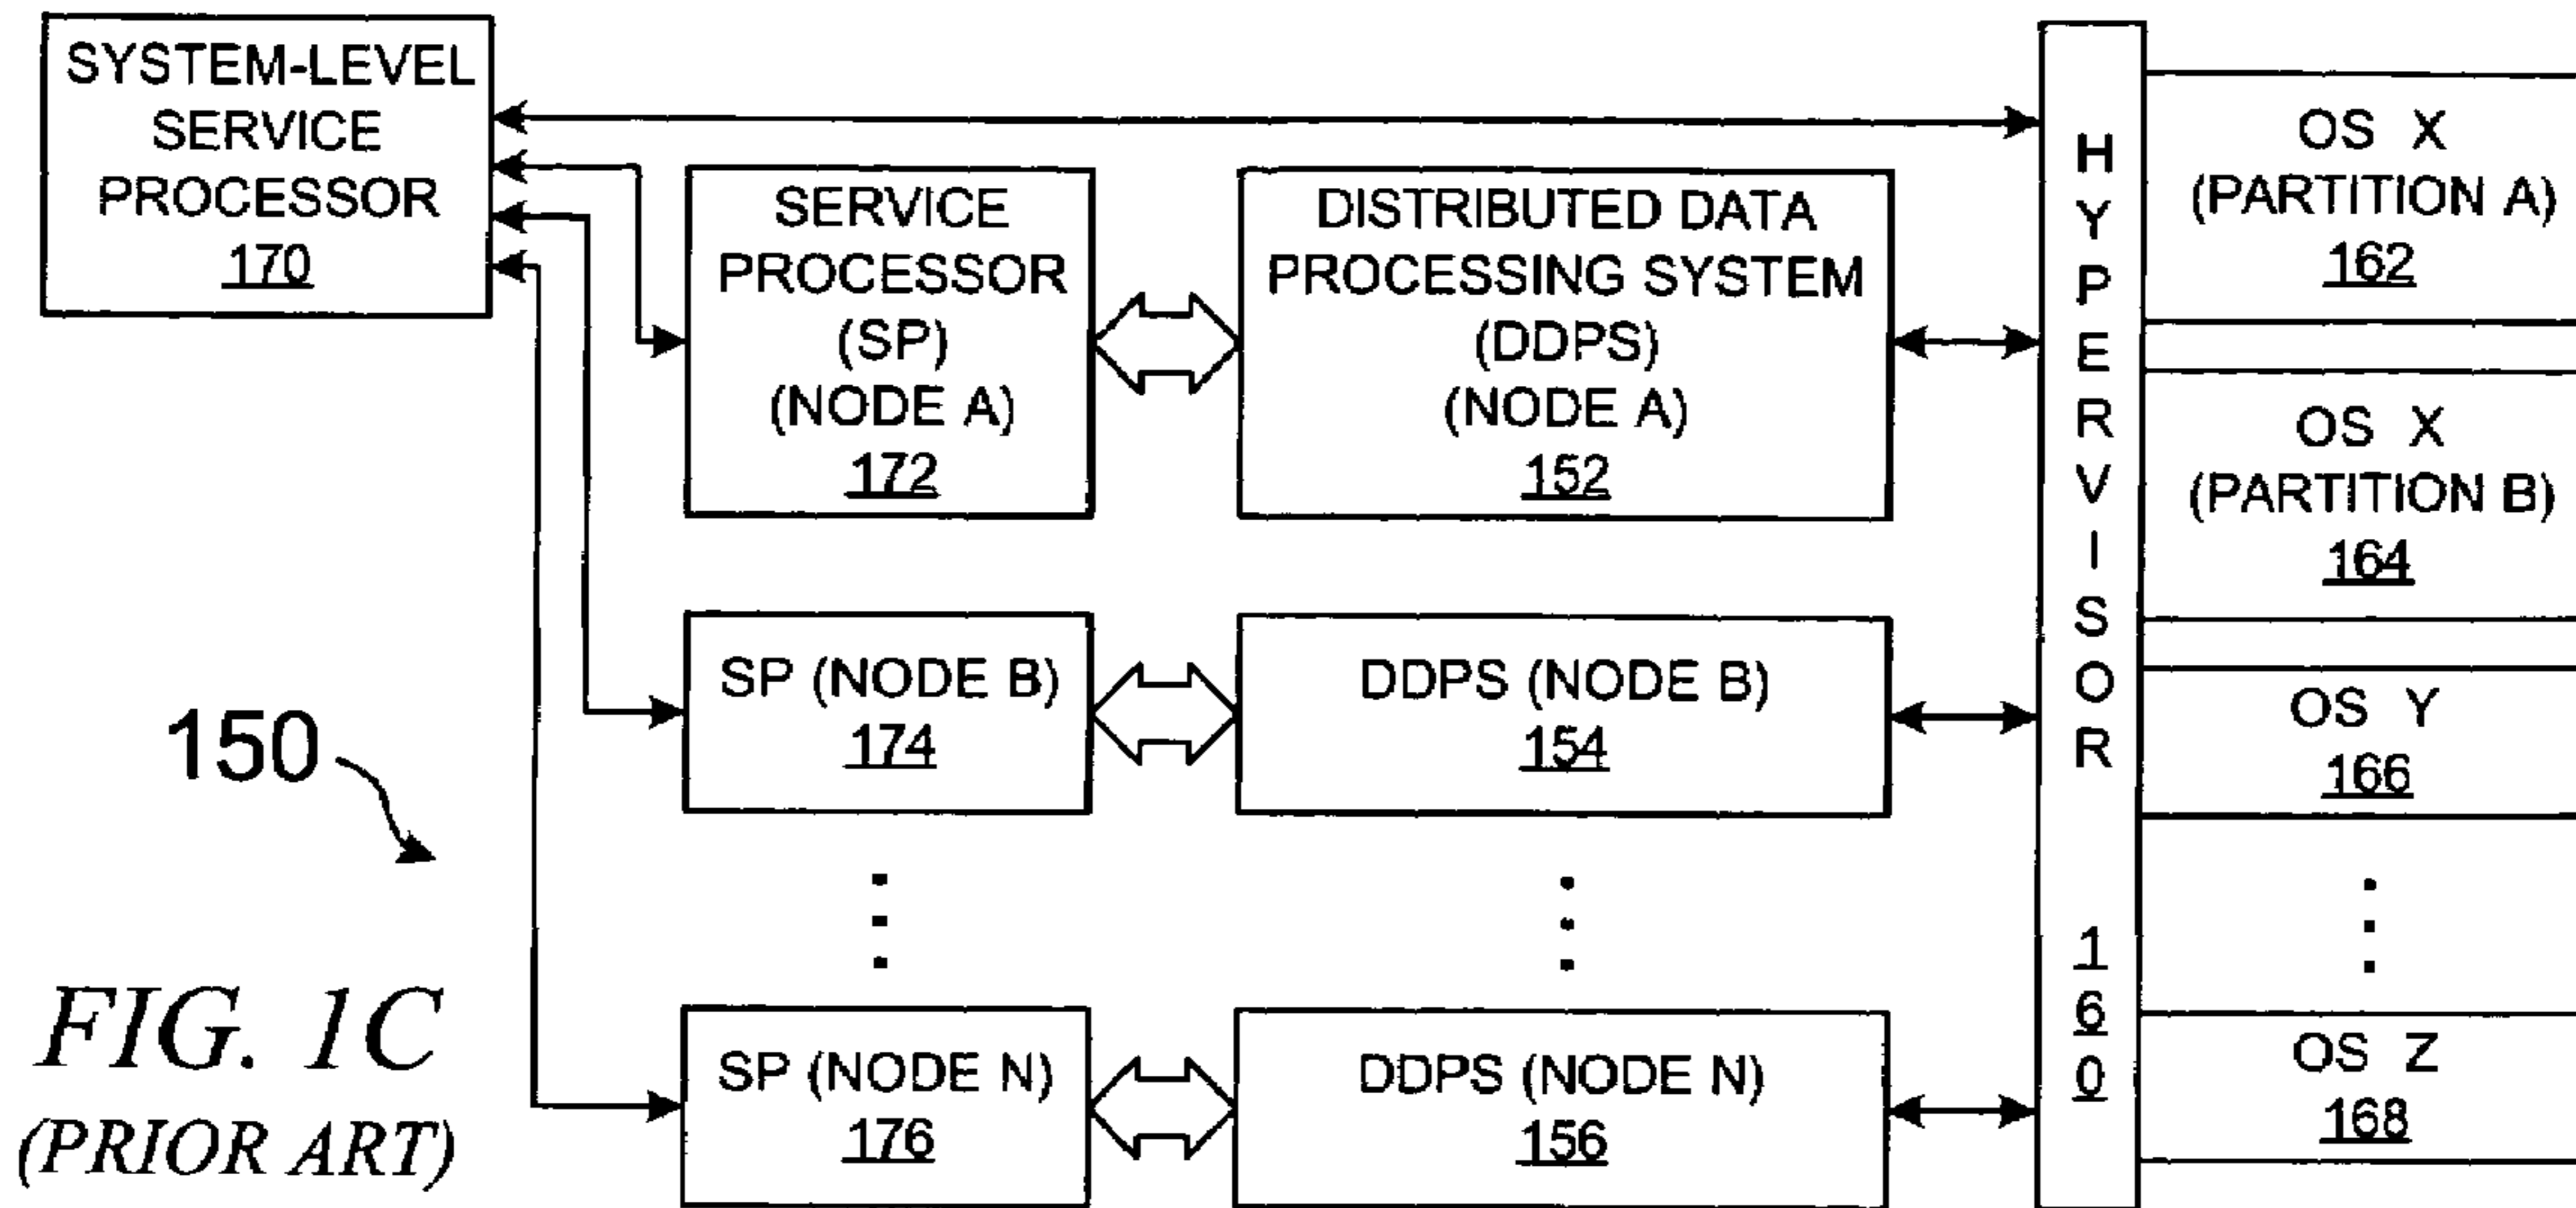 SYSTEM-LEVEL
SERVICE
PROCESSOR
170
SERVICE
PROCESSOR
(SP)
(NODE A)
172
DISTRIBUTED DATA
PROCESSING SYSTEM
(DDPS)
(NODE A)
152
HYPERVISOR 160
OS X
(PARTITION A)
162
OS X
(PARTITION B)
164
SP (NODE B)
174
DDPS (NODE B)
154
OS Y
166
150
SP (NODE N)
176
DDPS (NODE N)
156
OS Z
168
FIG. 1C
(PRIOR ART)